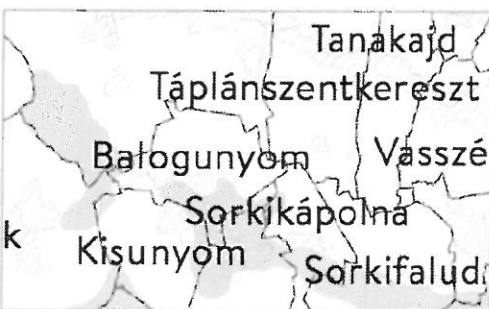 Tanakajd
Táplánszentkereszt
Balogunyom
Vasszé
Sorkikápolna
k
Kisunyom
Sorkifalud